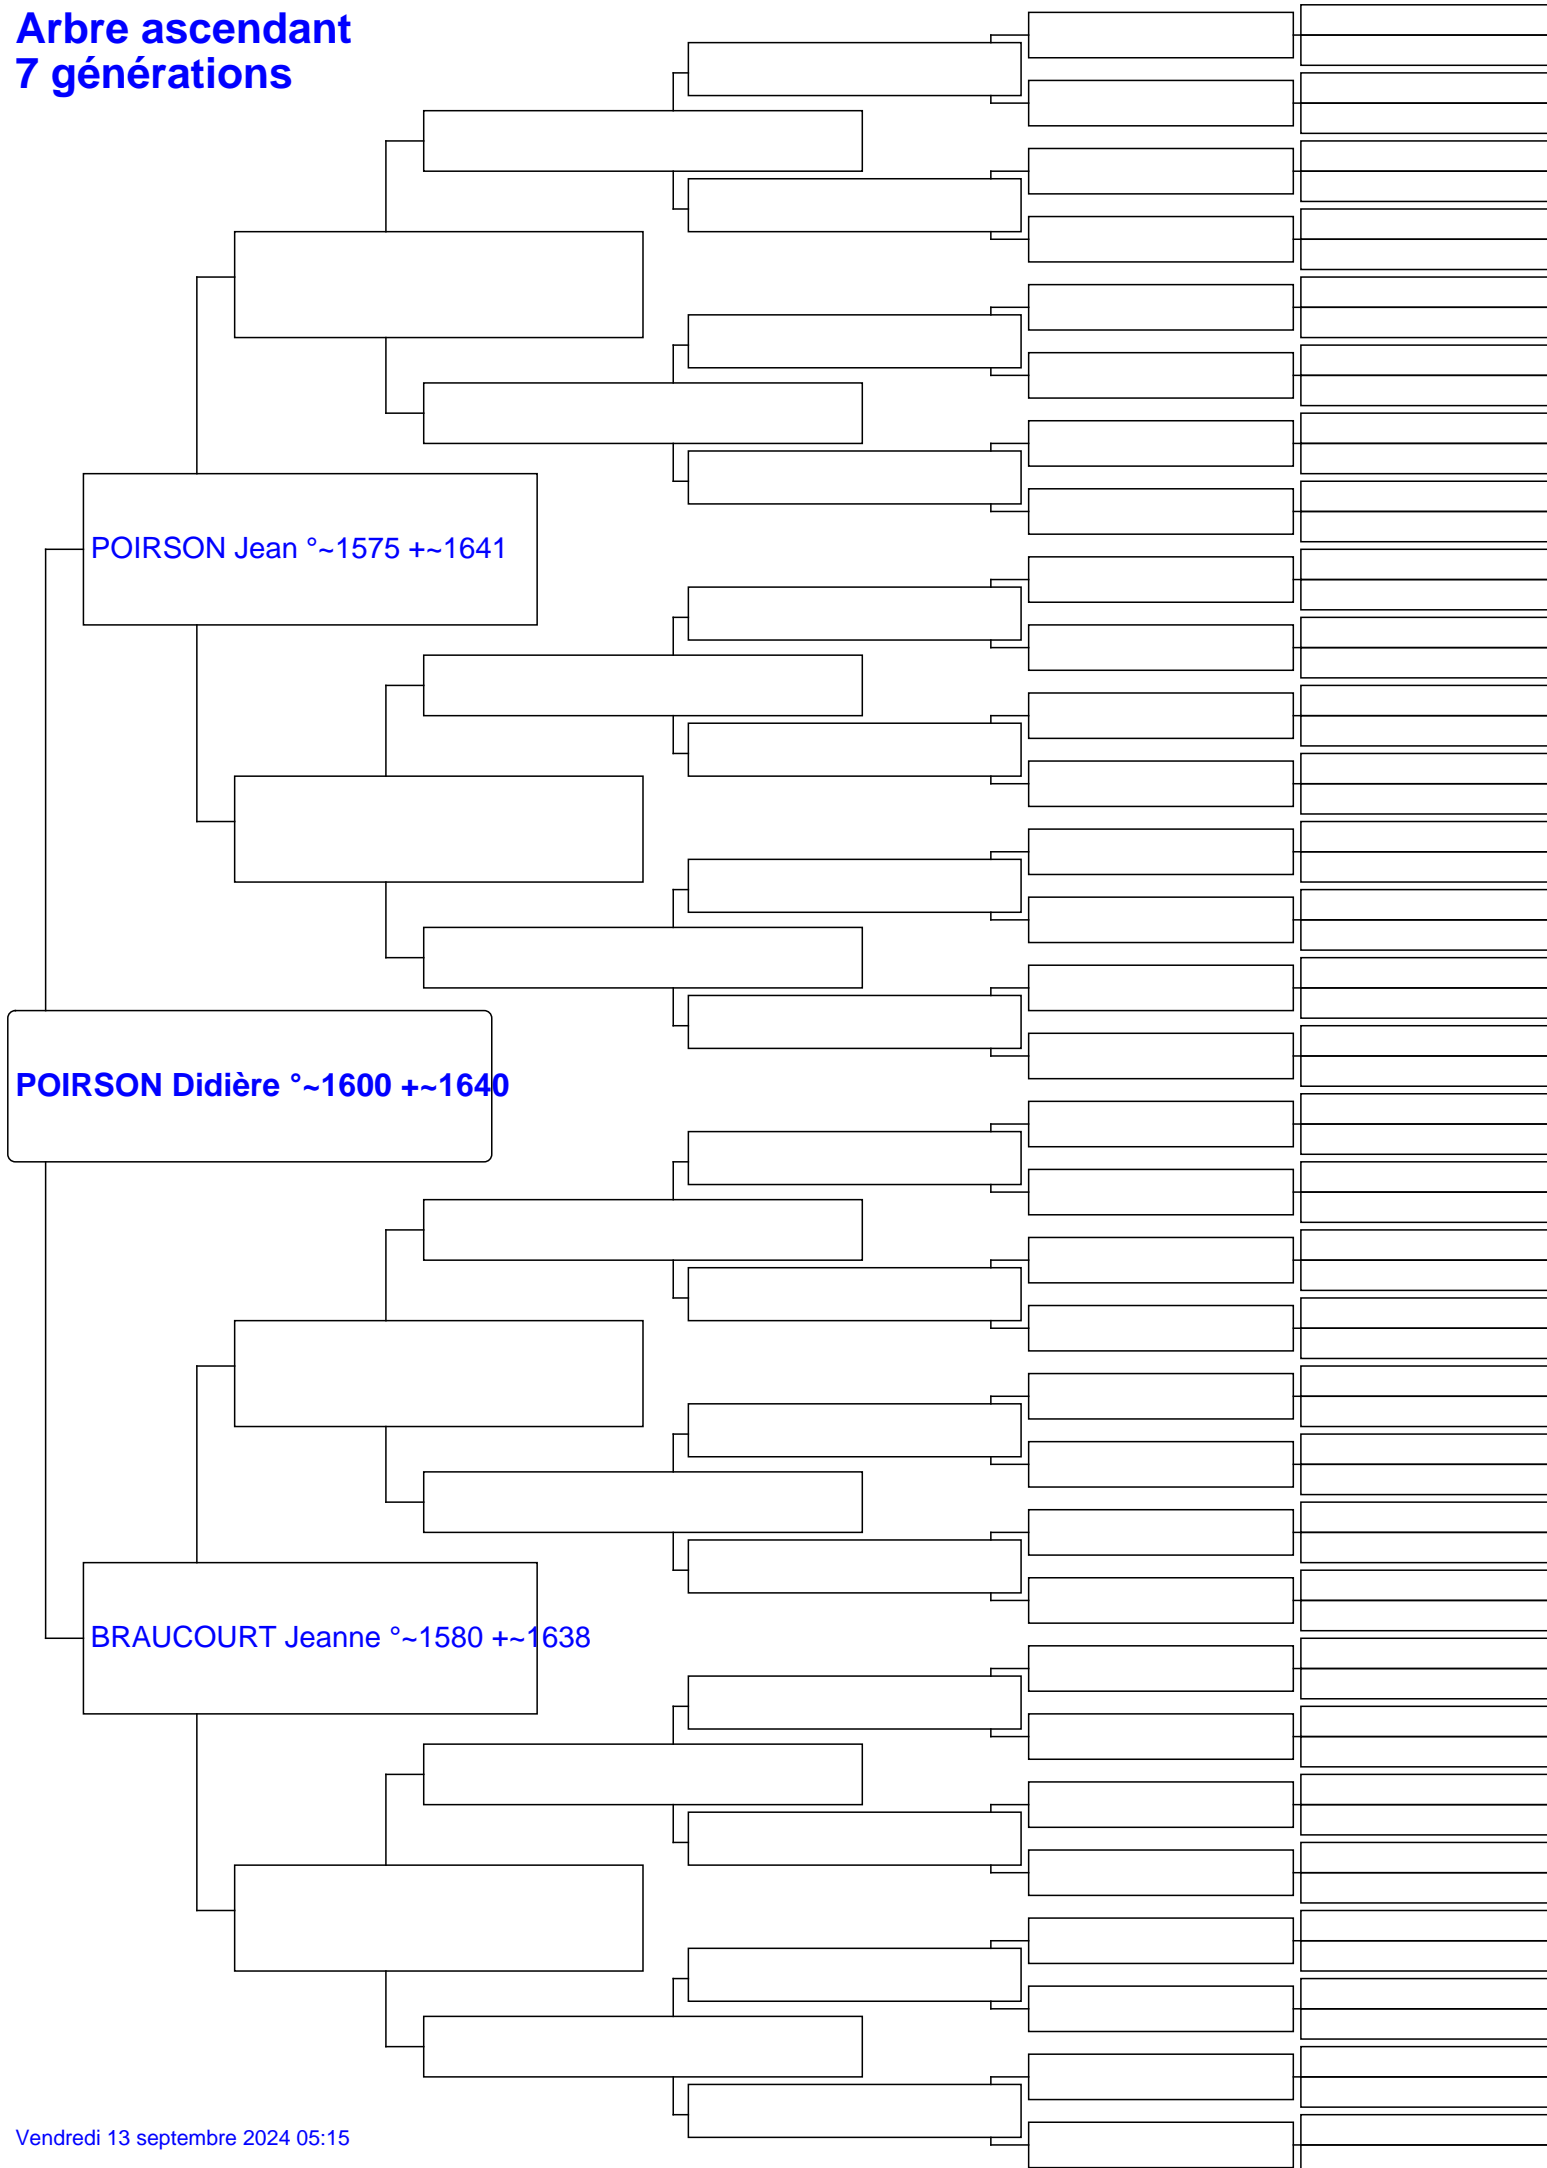 Arbre ascendant
7 générations
POIRSON Jean °~1575 +~1641
POIRSON Didière °~1600 +~1640
BRAUCOURT Jeanne °~1580 +~1638
Vendredi 13 septembre 2024 05:15